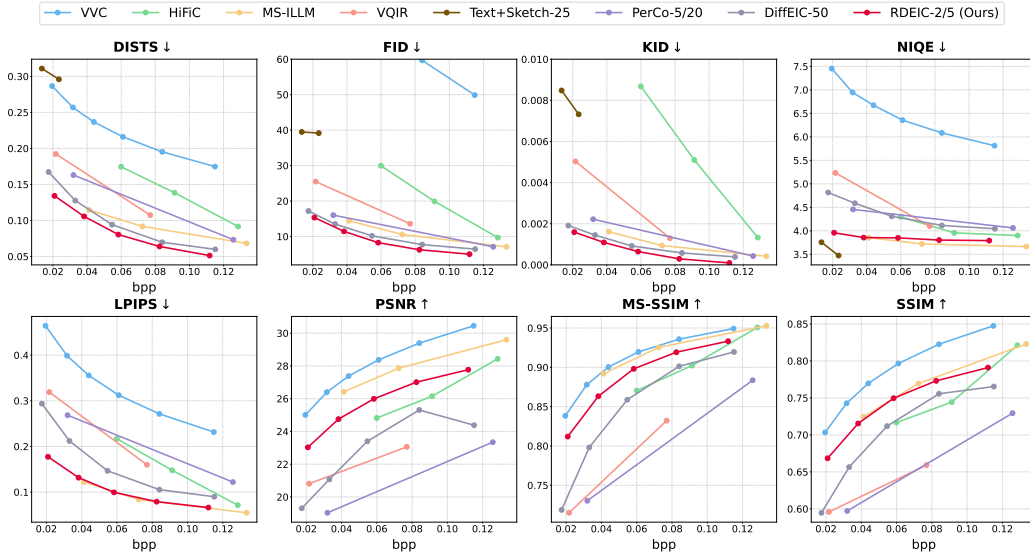 VVC HiFiC MS-ILLM VQIR Text+Sketch-25 PerCo-5/20 DiffEIC-50 RDEIC-2/5 (Ours)
DISTS ↓ FID ↓ KID ↓ NIQE ↓
0.30 60 0.010 7.5
7.0
0.25 50 0.008 6.5
0.20 40 0.006 6.0
5.5
0.15 30 0.004 5.0
0.10 20 0.002 4.5
4.0
0.05 10 0.000 3.5
0
0.02 0.04 0.06 0.08 0.10 0.12 0.02 0.04 0.06 0.08 0.10 0.12 0.02 0.04 0.06 0.08 0.10 0.12 0.02 0.04 0.06 0.08 0.10 0.12
bpp bpp bpp bpp
LPIPS ↓ PSNR ↑ MS-SSIM ↑ SSIM ↑
0.4 30 0.95 0.85
28 0.90 0.80
0.3 26 0.85 0.75
24 0.80 0.70
0.2 22 0.75 0.65
0.1 20 0.60
0.02 0.04 0.06 0.08 0.10 0.12 0.02 0.04 0.06 0.08 0.10 0.12 0.02 0.04 0.06 0.08 0.10 0.12 0.02 0.04 0.06 0.08 0.10 0.12
bpp bpp bpp bpp